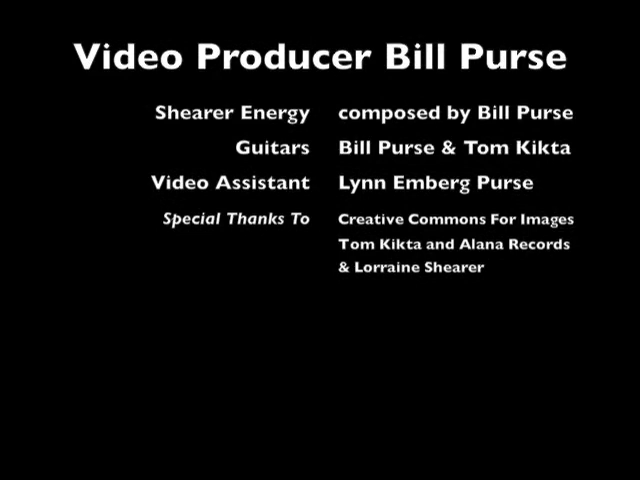 Video Producer Bill Purse
Shearer Energy composed by Bill Purse
Guitars Bill Purse & Tom Kikta
Video Assistant Lynn Emberg Purse
Special Thanks To Creative Commons For Images
Tom Kikta and Alana Records
& Lorraine Shearer